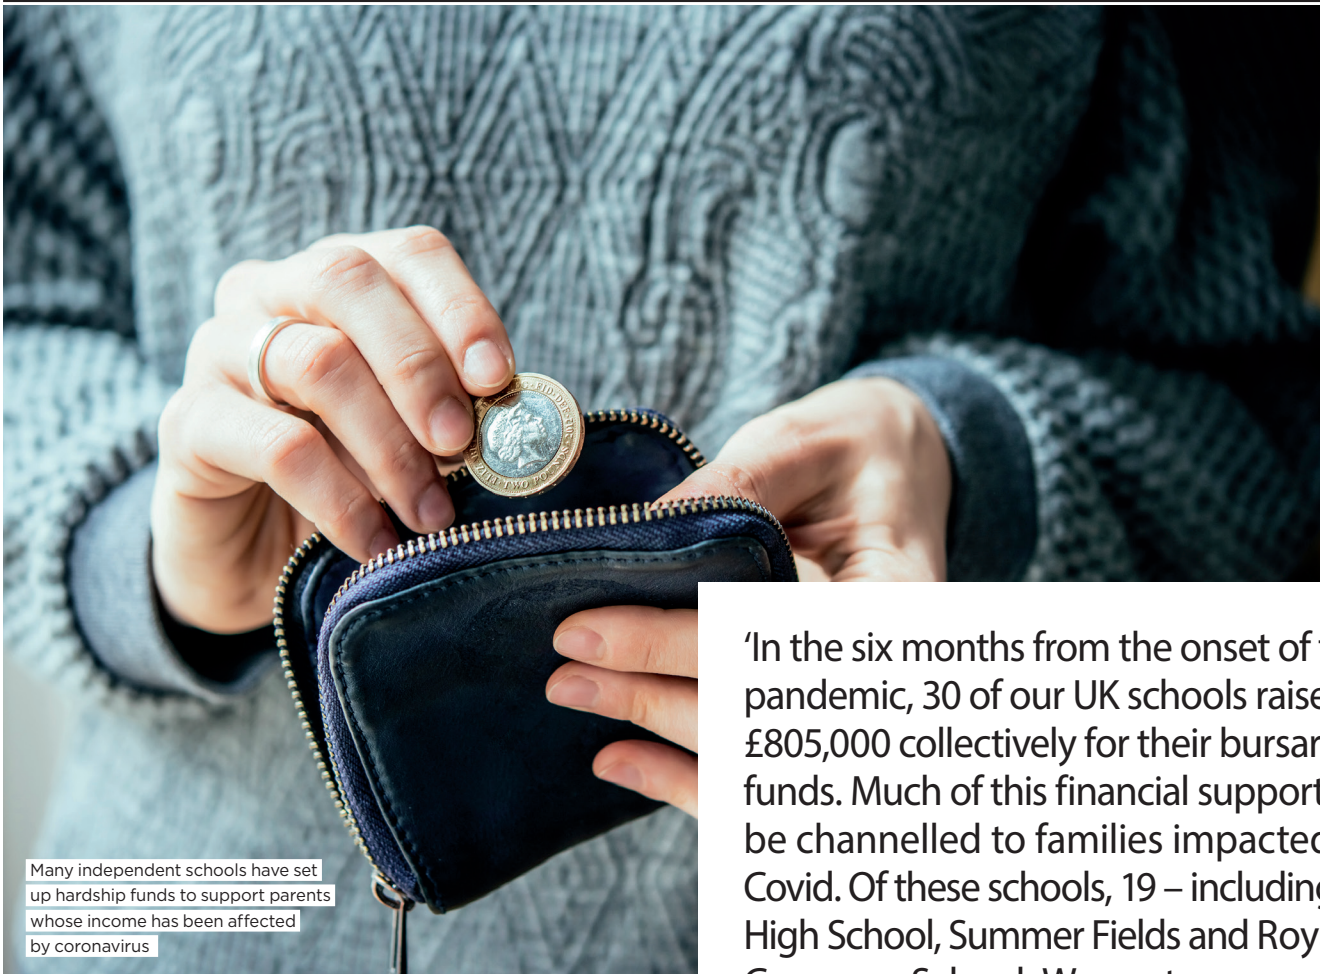 FID·DEF
TWO POUNDS
Many independent schools have set
up hardship funds to support parents
whose income has been affected
by coronavirus
‘In the six months from the onset of
pandemic, 30 of our UK schools
£805,000 collectively for their
funds. Much of this financial support
be channelled to families impacted
Covid. Of these schools, 19 – including
High School, Summer Fields and